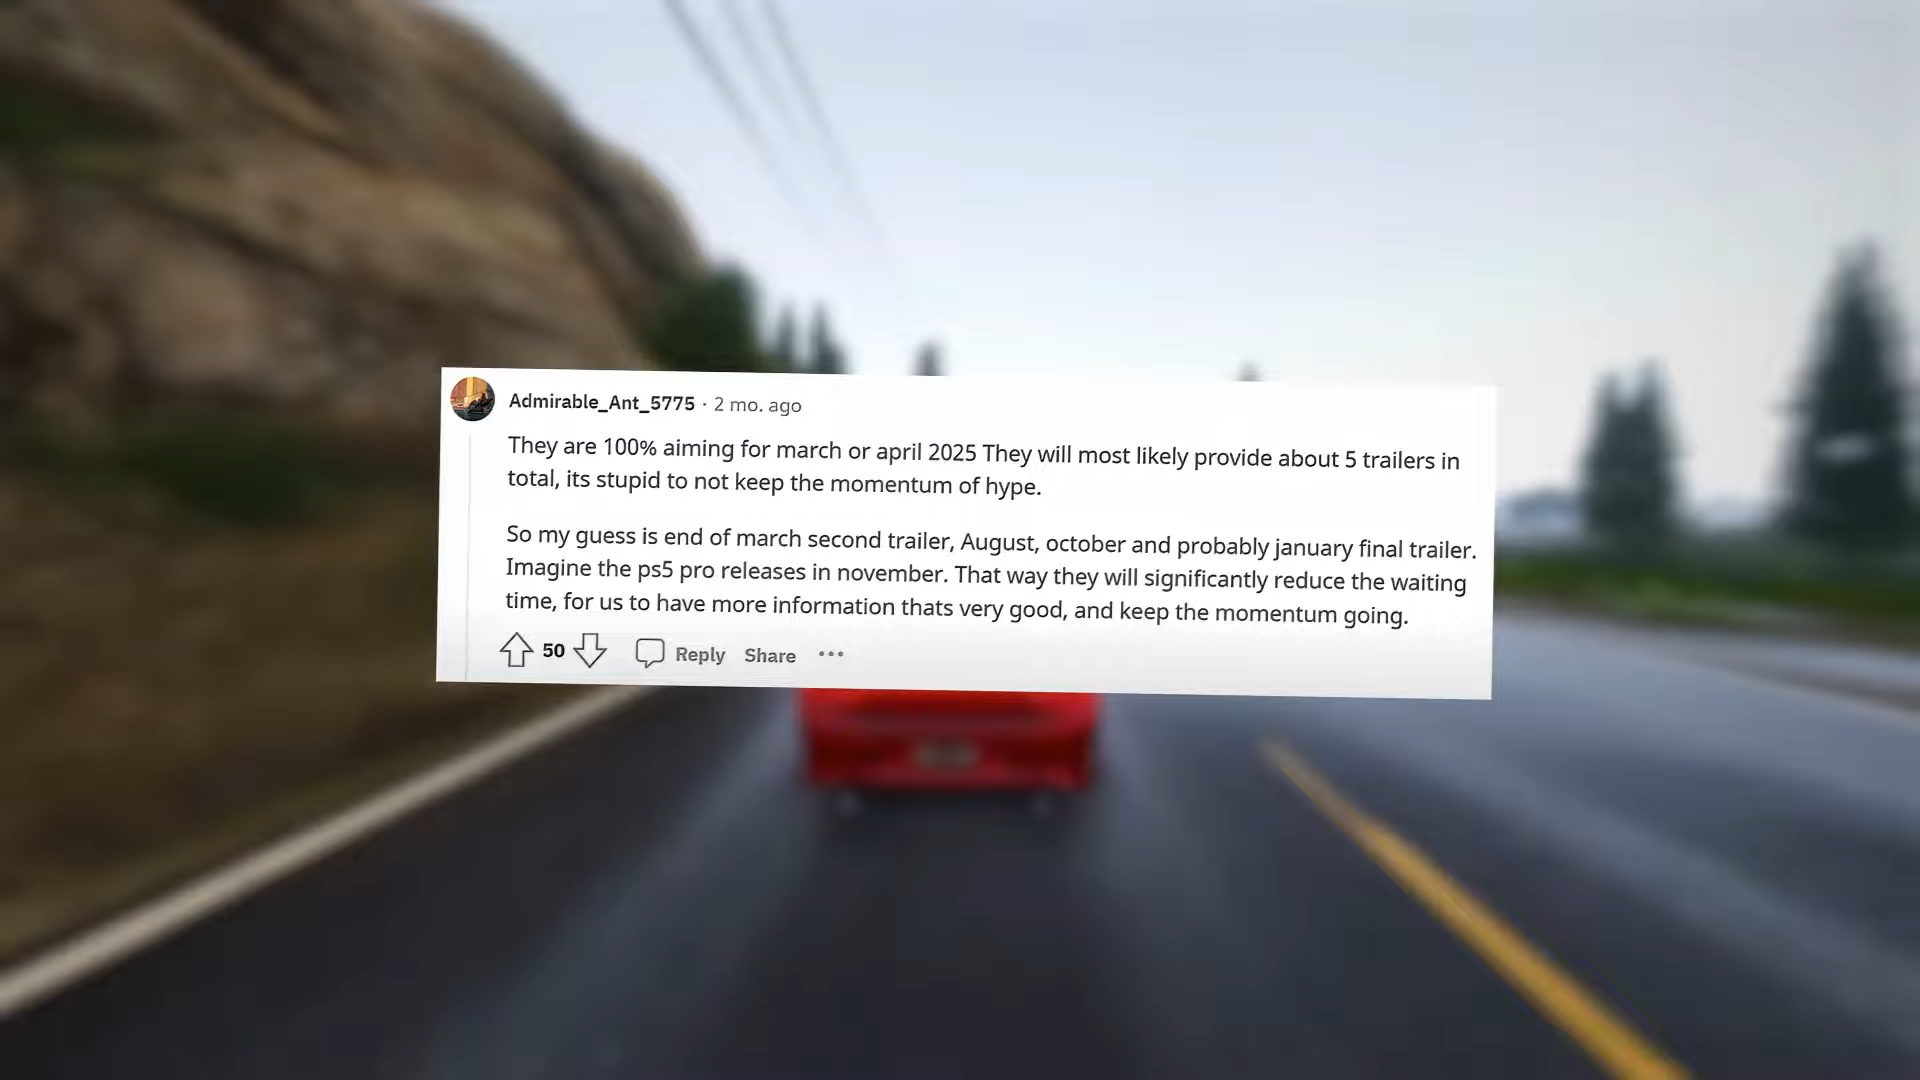 Admirable_Ant_5775 · 2 mo. ago
They are 100% aiming for march or april 2025 They will most likely provide about 5 trailers in
total, its stupid to not keep the momentum of hype.
So my guess is end of march second trailer, August, october and probably january final trailer.
Imagine the ps5 pro releases in november. That way they will significantly reduce the waiting
time, for us to have more information thats very good, and keep the momentum going.
50 Reply Share ···